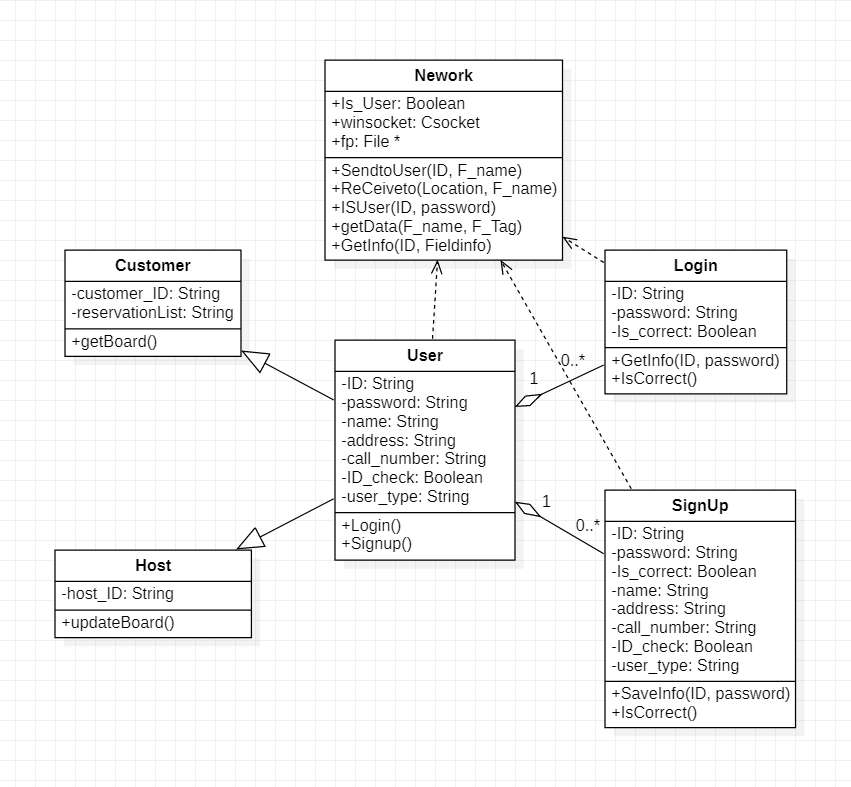 Nework
+Is_User: Boolean
+winsocket: Csocket
+fp: File *
+SendtoUser(ID, F_name)
+ReCeiveto(Location, F_name)
+ISUser(ID, password)
+getData(F_name, F_Tag)
+GetInfo(ID, Fieldinfo)
Customer
-customer_ID: String
-reservationList: String
+getBoard()
Login
-ID: String
-password: String
-Is_correct: Boolean
+GetInfo(ID, password)
+IsCorrect()
User
-ID: String
-password: String
-name: String
-address: String
-call_number: String
-ID_check: Boolean
-user_type: String
+Login()
+Signup()
1
0..*
1
0..*
Host
-host_ID: String
+updateBoard()
SignUp
-ID: String
-password: String
-Is_correct: Boolean
-name: String
-address: String
-call_number: String
-ID_check: Boolean
-user_type: String
+SaveInfo(ID, password)
+IsCorrect()